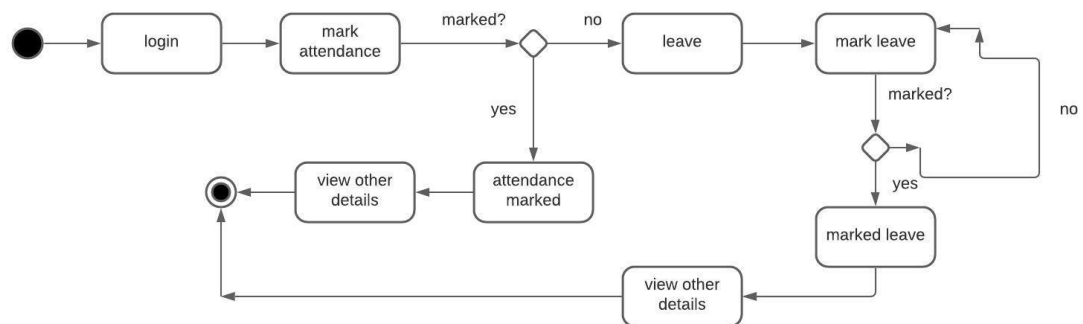 marked?
no
login
mark
attendance
leave
mark leave
marked?
no
yes
view other
details
attendance
marked
yes
marked leave
view other
details